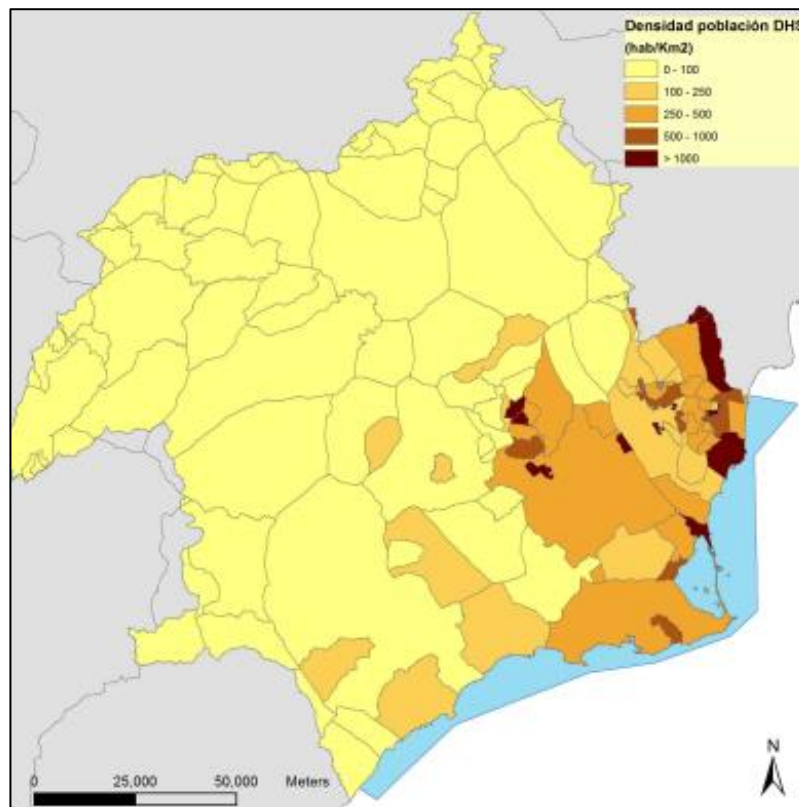 Densidad población DHS
(hab/Km2)
0 - 100
100 - 250
250 - 500
500 - 1000
> 1000
N
0 25,000 50,000 Meters